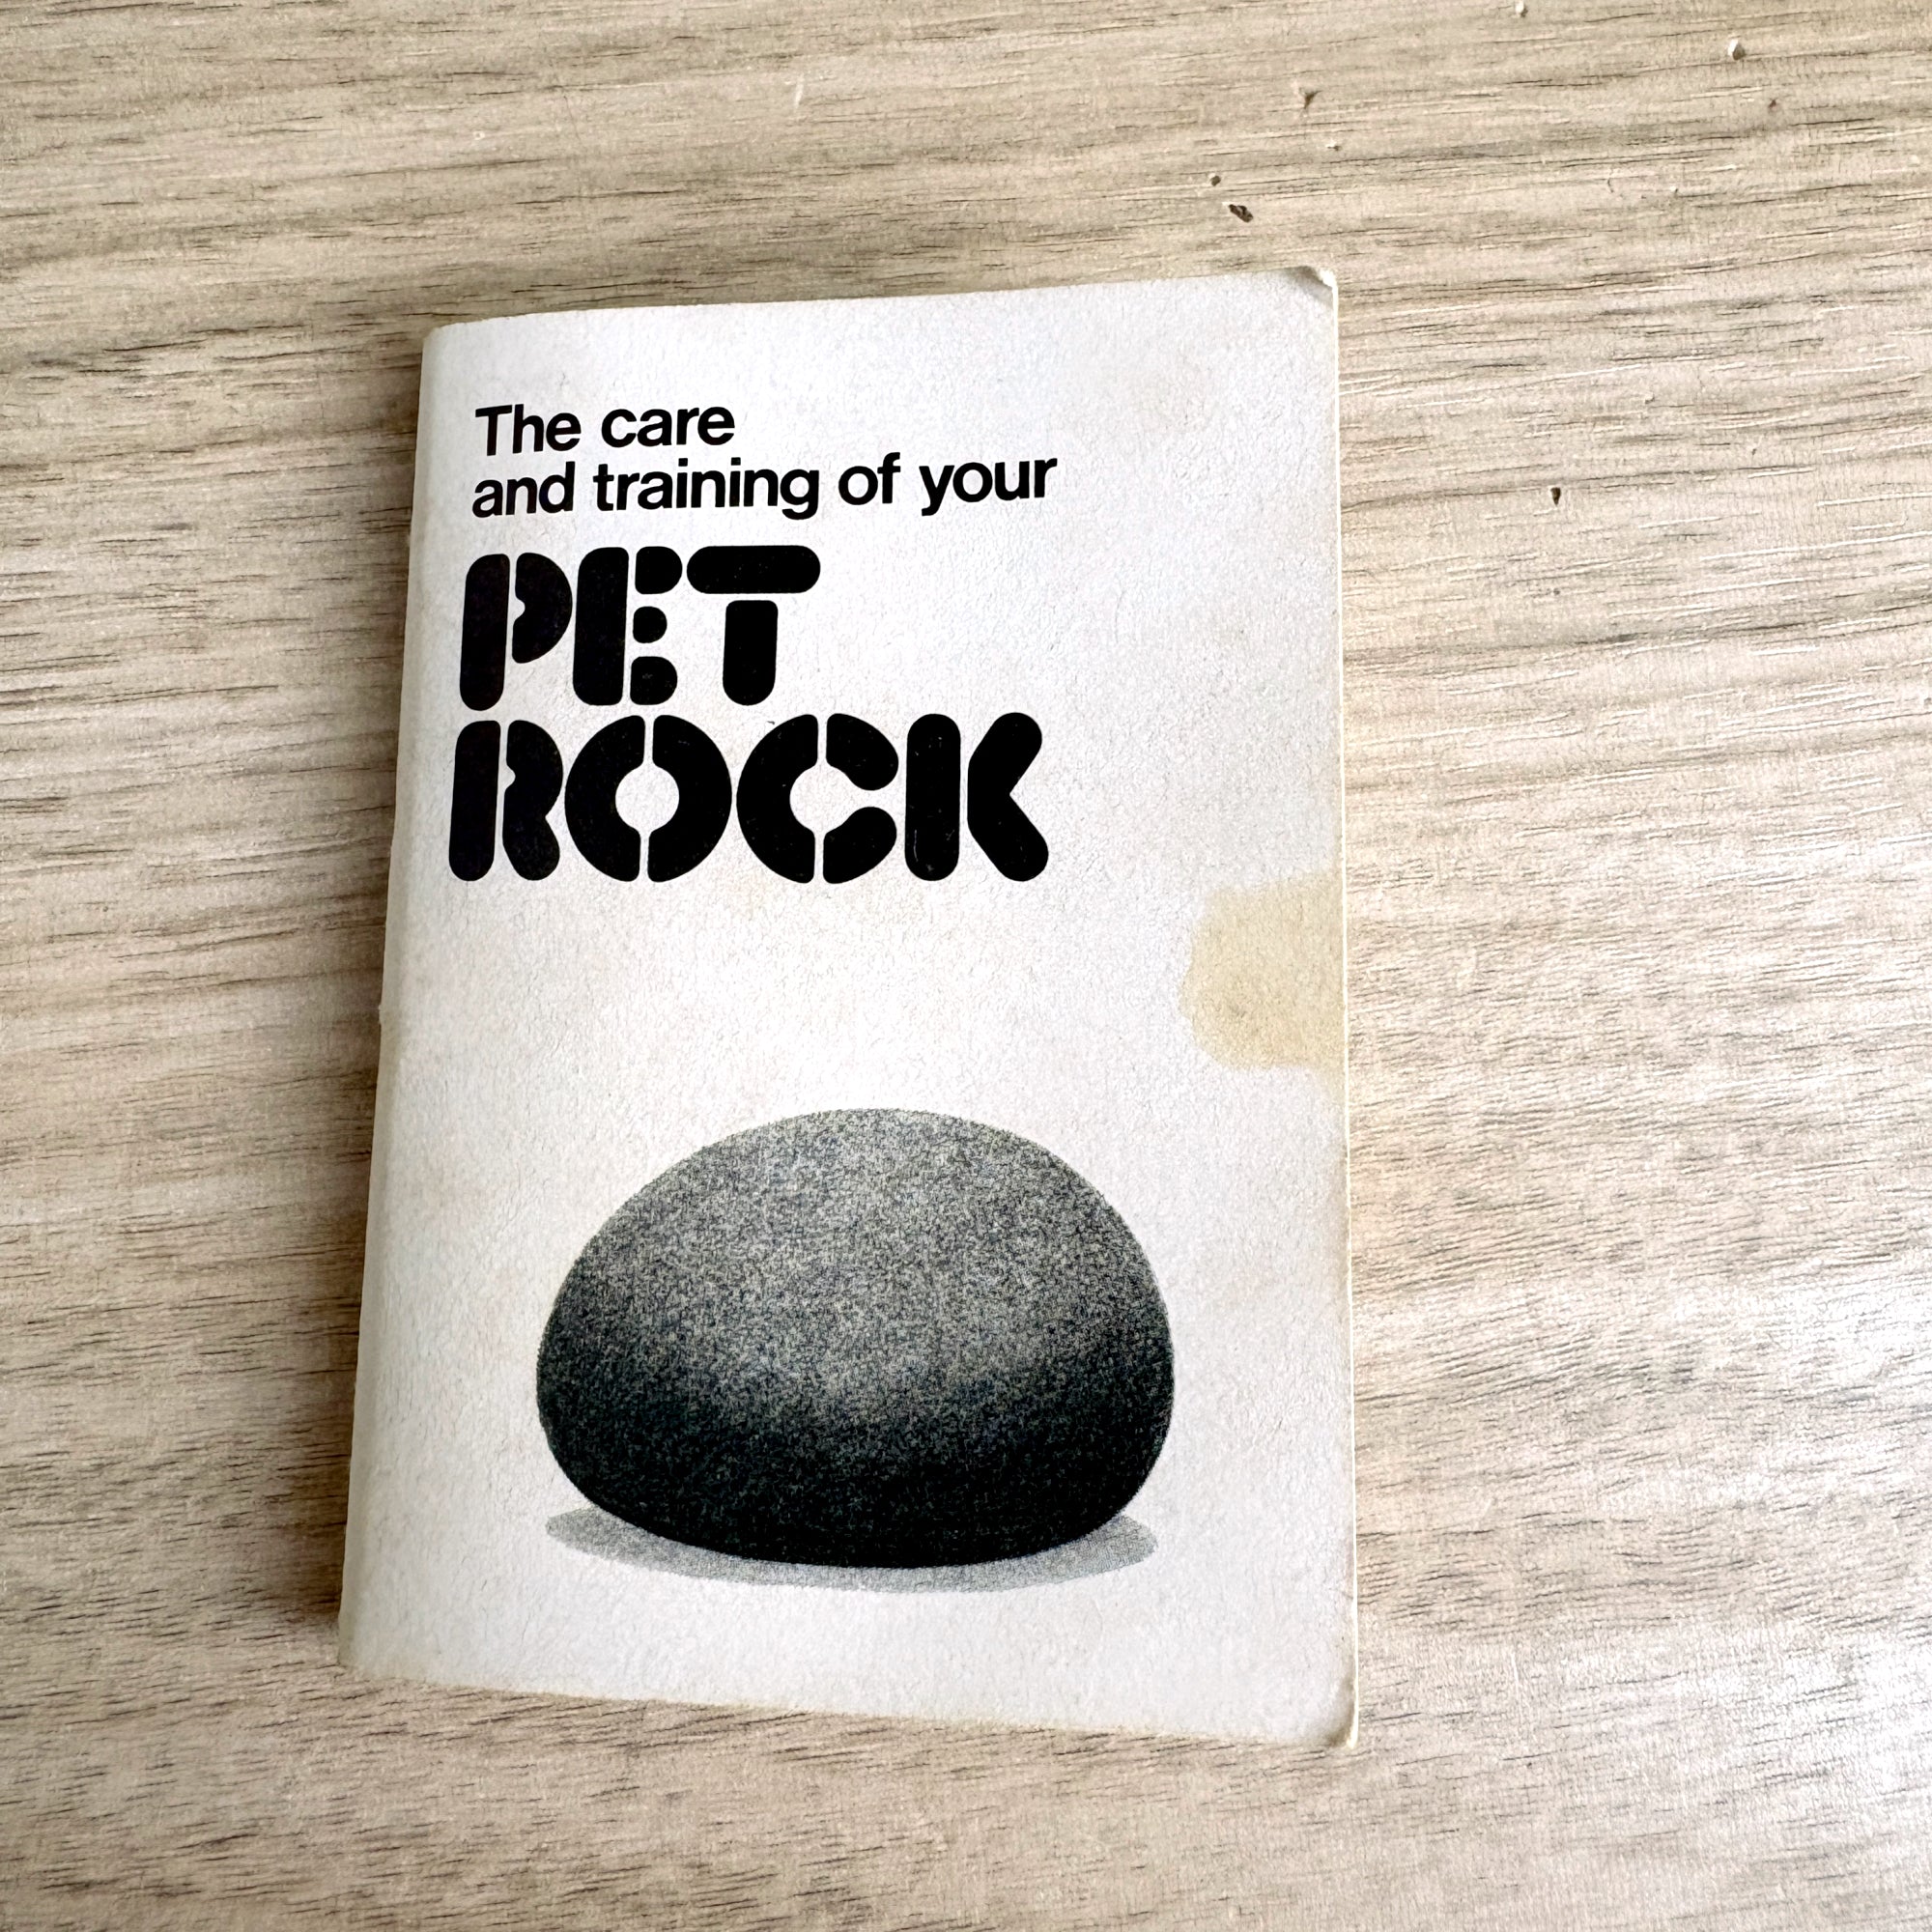 The care
and training of your
PET
ROCK